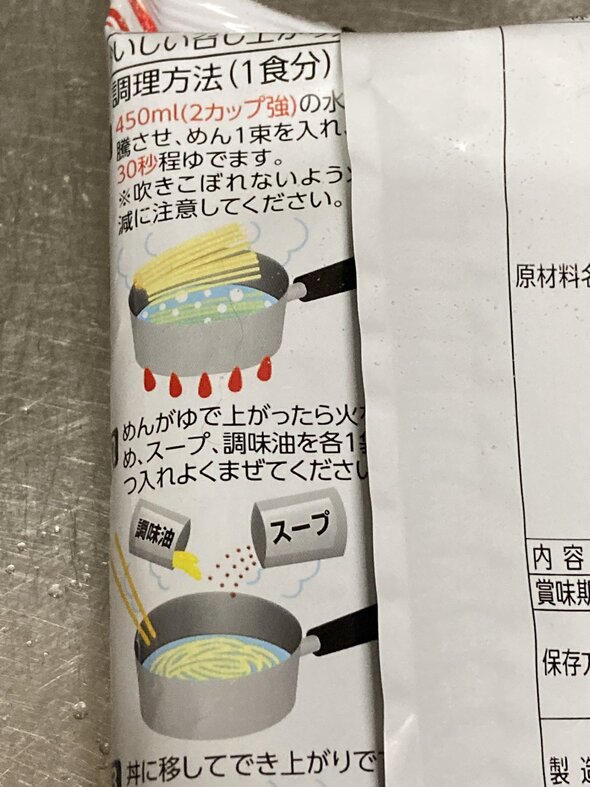 いしい召し上がり
調理方法(1食分)
450ml(2カップ強)の水
騰させ、めん1束を入れ、
30秒程ゆでます。
※吹きこぼれないよう
減に注意してください。
めんがゆで上がったら火
め、スープ、調味油を各1
つ入れよくまぜてくださ
調味油
スープ
丼に移してでき上がりで
原材料名
内容
賞味期
保存方
製造